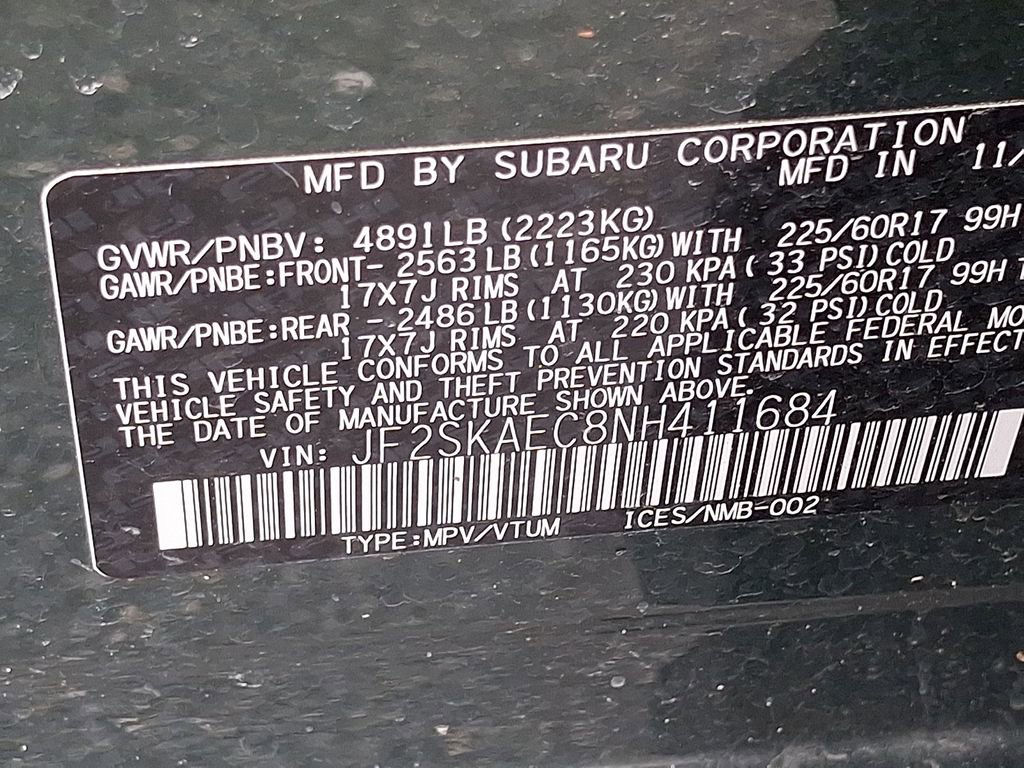 MFD BY SUBARU CORPORATION
MFD IN 11/
GVWR/PNBV: 4891LB (2223KG)
GAWR/PNBE:FRONT- 2563 LB (1165KG) WITH 225/60R17 99H
17X7J RIMS AT 230 KPA ( 33 PSI) COLD
GAWR/PNBE:REAR - 2486 LB (1130KG) WITH 225/60R17 99H T
17X7J RIMS AT 220 KPA ( 32 PSI) COLD
THIS VEHICLE CONFORMS TO ALL APPLICABLE FEDERAL MO
VEHICLE SAFETY AND THEFT PREVENTION STANDARDS IN EFFECT
THE DATE OF MANUFACTURE SHOWN ABOVE.
VIN: JF2SKAEC8NH411684
TYPE:MPV/VTUM ICES/NMB-002